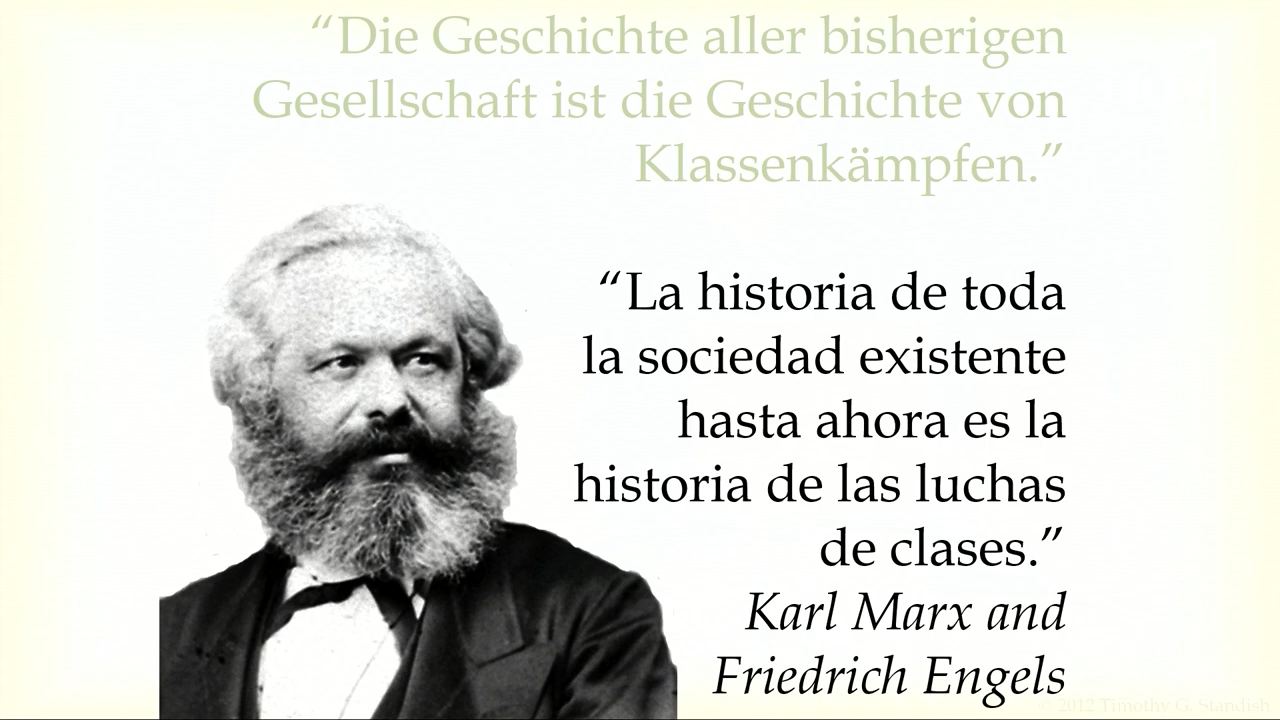 “Die Geschichte aller bisherigen
Gesellschaft ist die Geschichte von
Klassenkämpfen.”
“La historia de toda
la sociedad existente
hasta ahora es la
historia de las luchas
de clases.”
Karl Marx and
Friedrich Engels
© 2012 Timothy G. Standish